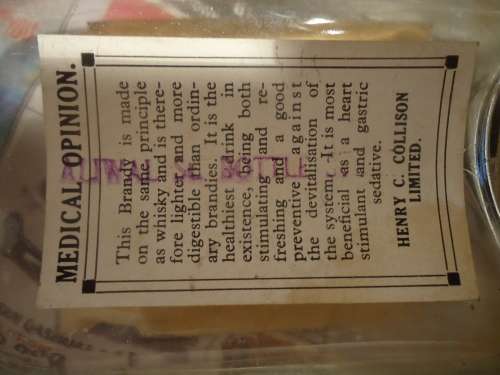 MEDICAL OPINION.
This Brandy is made
on the same principle
as whisky and is there-
fore lighter and more
digestible than ordin-
ary brandies. It is the
healthiest drink in
existence, being both
stimulating and re-
freshing and a good
preventive against
the devitalisation of
the system. It is most
beneficial as a heart
stimulant and gastric
sedative.
HENRY C. COLLISON
LIMITED.
BOTTLE